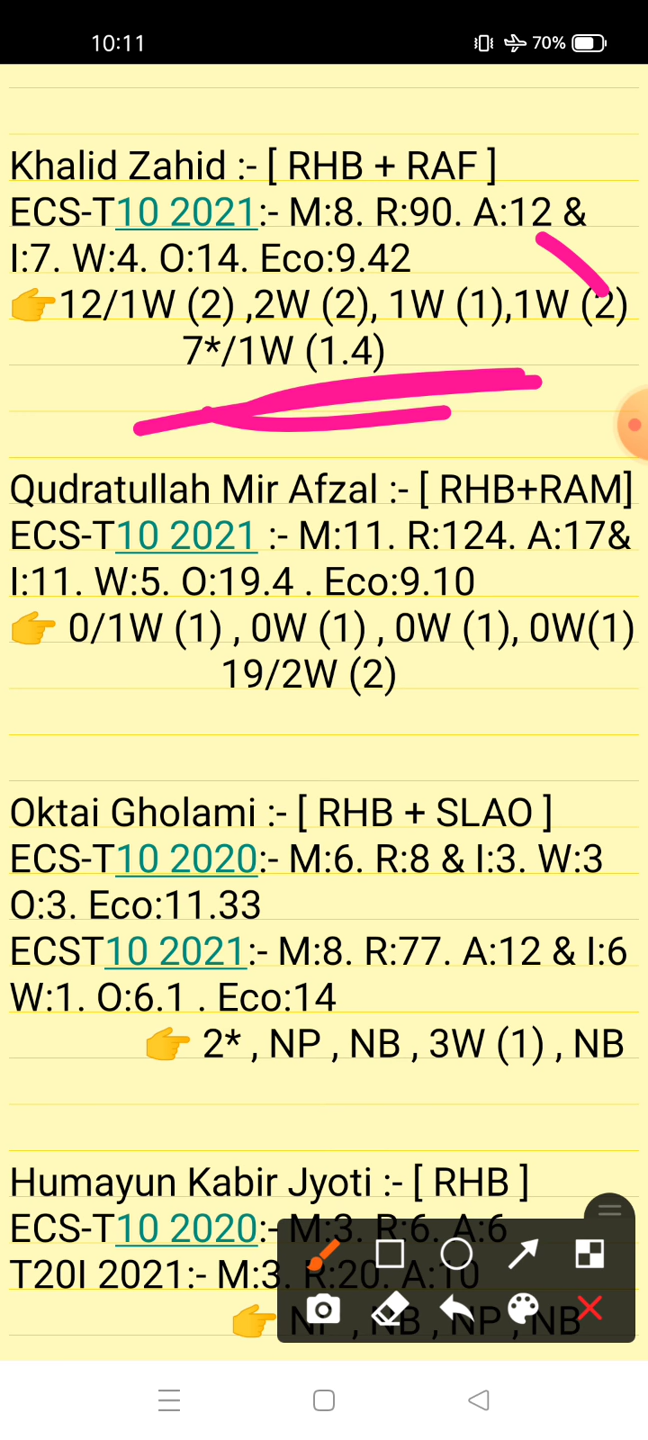 10:11
70%
Khalid Zahid :- [ RHB + RAF ]
ECS-T10 2021:- M:8. R:90. A:12 &
I:7. W:4. O:14. Eco:9.42
👉12/1W (2) ,2W (2), 1W (1),1W (2)
7*/1W (1.4)
Qudratullah Mir Afzal :- [ RHB+RAM]
ECS-T10 2021 :- M:11. R:124. A:17&
I:11. W:5. O:19.4 . Eco:9.10
👉 0/1W (1) , 0W (1) , 0W (1), 0W(1)
19/2W (2)
Oktai Gholami :- [ RHB + SLAO ]
ECS-T10 2020:- M:6. R:8 & I:3. W:3
O:3. Eco:11.33
ECST10 2021:- M:8. R:77. A:12 & I:6
W:1. O:6.1 . Eco:14
👉 2* , NP , NB , 3W (1) , NB
Humayun Kabir Jyoti :- [ RHB ]
ECS-T10 2020:- M:3. R:6. A:6
T20I 2021:- M:3. R:20. A:10
👉 NP , NB , NP , NB